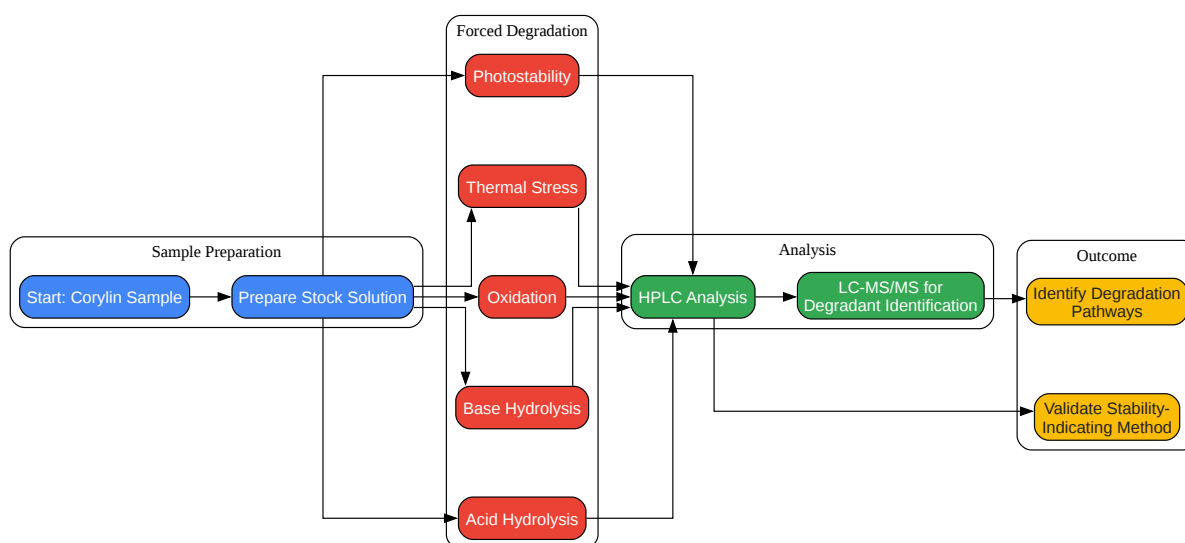 Forced Degradation
Photostability
Thermal Stress
Sample Preparation
Start: Corylin Sample
Prepare Stock Solution
Oxidation
Base Hydrolysis
Acid Hydrolysis
Analysis
HPLC Analysis
LC-MS/MS for
Degradant Identification
Outcome
Identify Degradation
Pathways
Validate Stability-
Indicating Method